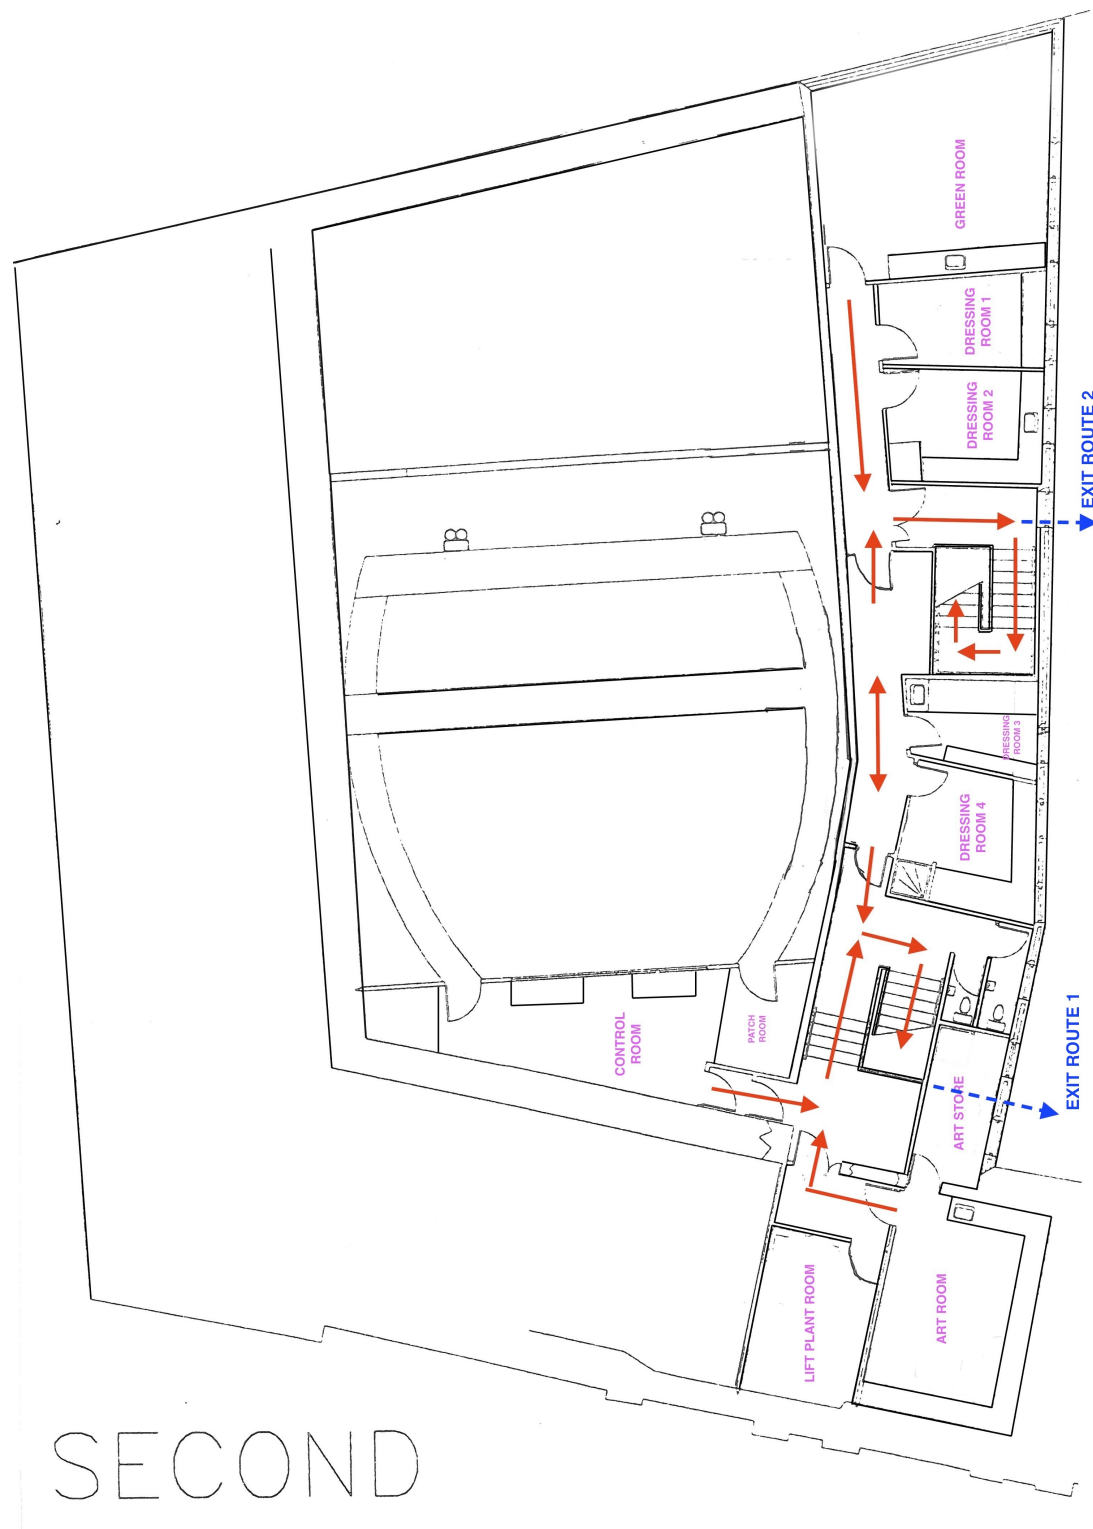 GREEN ROOM
DRESSING
ROOM 1
DRESSING
ROOM 2
EXIT ROUTE 2
DRESSING
ROOM 3
DRESSING
ROOM 4
CONTROL
ROOM
PATCH
ROOM
EXIT ROUTE 1
ART STORE
LIFT PLANT ROOM
ART ROOM
SECOND